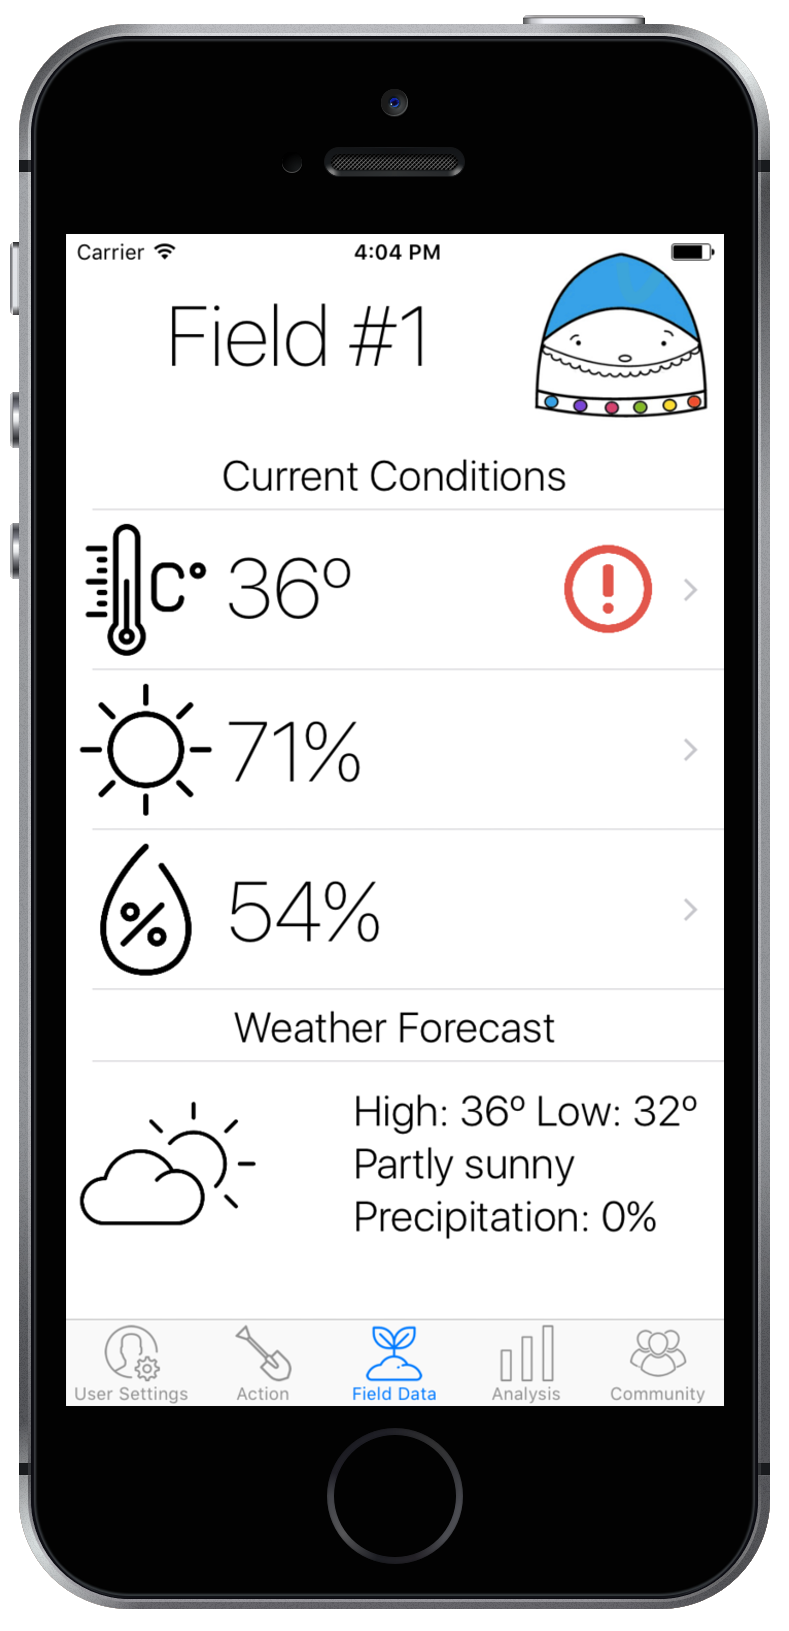 Carrier 4:04 PM
Field #1
Current Conditions
C° 36º
71%
54%
Weather Forecast
High: 36º Low: 32º
Partly sunny
Precipitation: 0%
User Settings Action Field Data Analysis Community